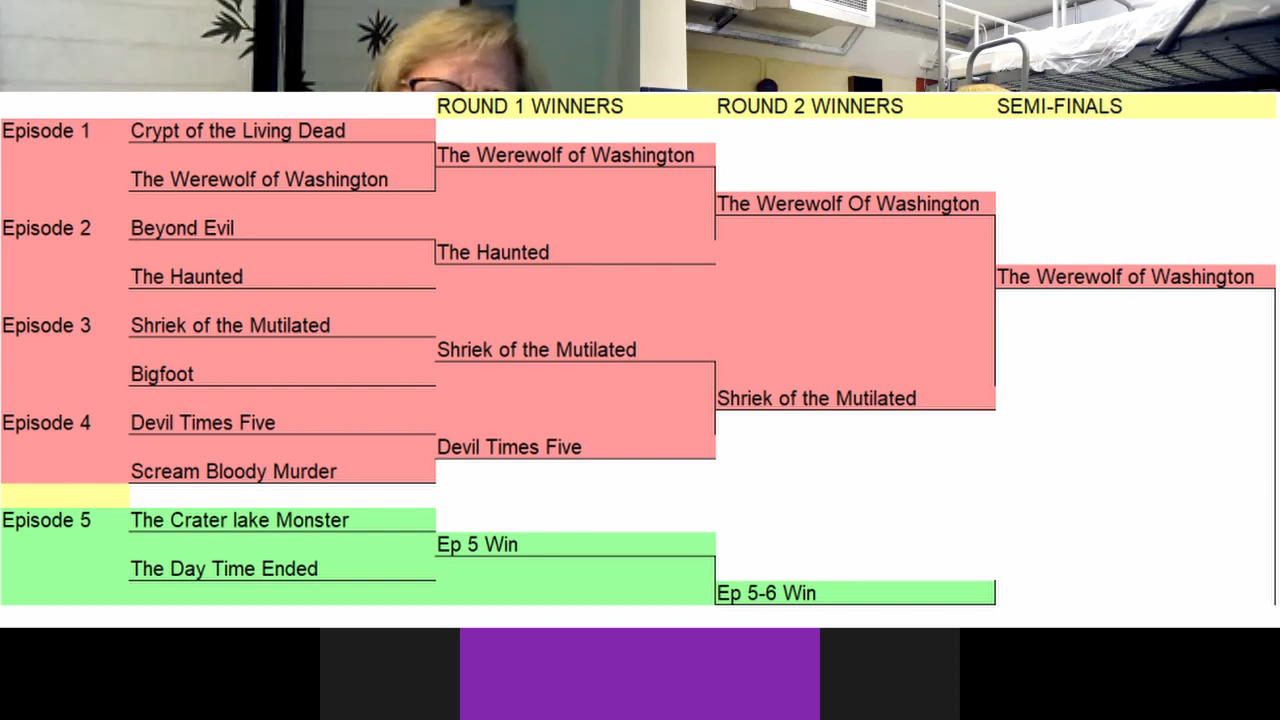 ROUND 1 WINNERS ROUND 2 WINNERS SEMI-FINALS
Episode 1 Crypt of the Living Dead
The Werewolf of Washington
The Werewolf of Washington
The Werewolf Of Washington
Episode 2 Beyond Evil
The Haunted
The Haunted
The Werewolf of Washington
Episode 3 Shriek of the Mutilated
Shriek of the Mutilated
Bigfoot
Shriek of the Mutilated
Episode 4 Devil Times Five
Devil Times Five
Scream Bloody Murder
Episode 5 The Crater lake Monster
Ep 5 Win
The Day Time Ended
Ep 5-6 Win